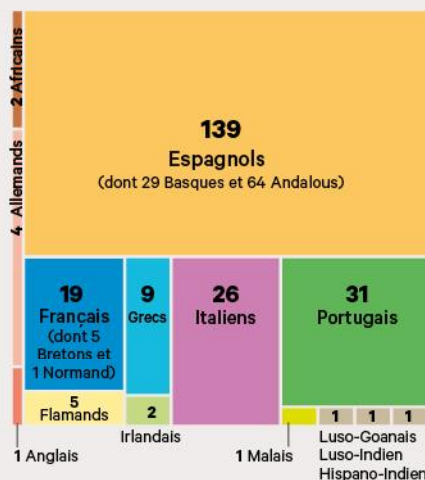 2 Africains
4 Allemands
139
Espagnols
(dont 29 Basques et 64 Andalous)
19
Français
(dont 5
Bretons et
1 Normand)
9
Grecs
26
Italiens
31
Portugais
5
Flamands
2
Irlandais
1
1
1
1 Anglais
1 Malais
Luso-Goanais
Luso-Indien
Hispano-Indien